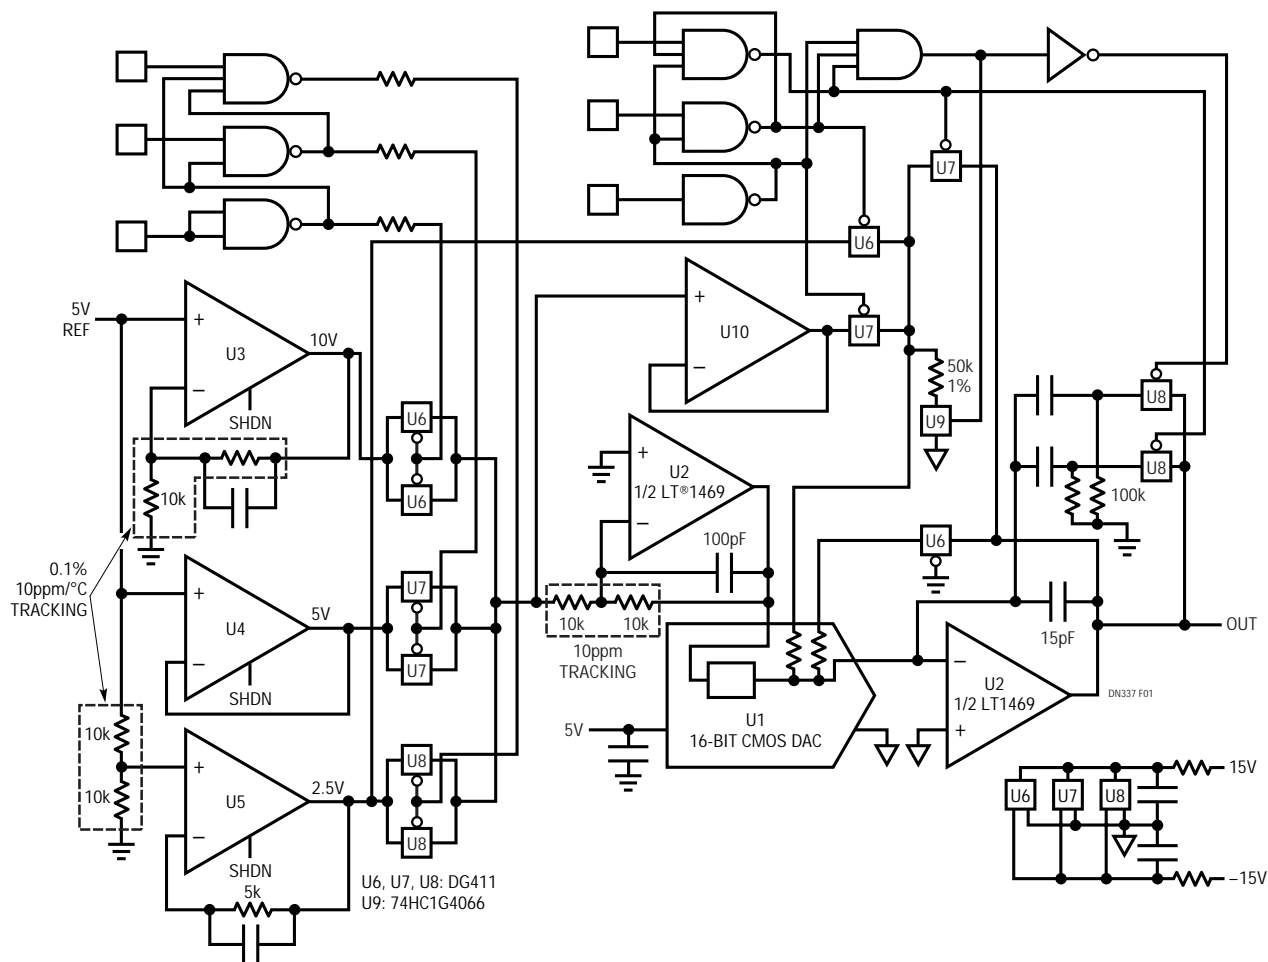 5V
REF
+
U3
–
10V
SHDN
10k
0.1%
10ppm/°C
TRACKING
+
U4
–
5V
SHDN
10k
10k
+
U5
–
2.5V
SHDN
5k
U6
U6
U7
U7
U8
U8
U6, U7, U8: DG411
U9: 74HC1G4066
U7
U6
+
U10
–
U7
50k
1%
U9
+
U2
1/2 LT®1469
–
100pF
10k
10k
10ppm
TRACKING
U8
U8
100k
U6
15pF
OUT
5V
U1
16-BIT CMOS DAC
–
U2
1/2 LT1469
+
DN337 F01
15V
U6
U7
U8
–15V